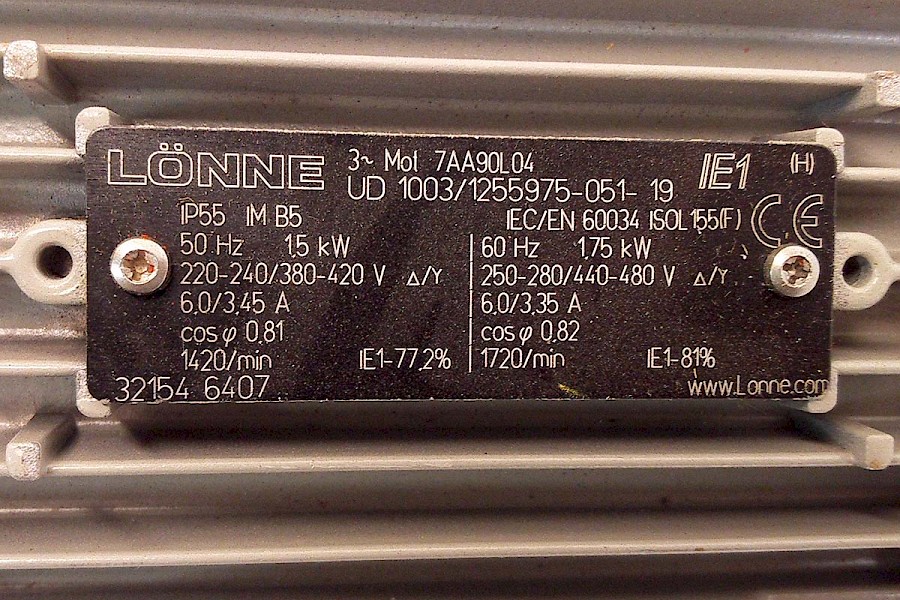 LÖNNE 3~ Mot 7AA90L04 IE1 (H)
UD 1003/1255975-051-19
IP55 IM B5 IEC/EN 60034 ISOL155(F) CE
50 Hz 1,5 kW 60 Hz 1,75 kW
220-240/380-420 V Δ/Y 250-280/440-480 V Δ/Y
6,0/3,45 A 6,0/3,35 A
cos φ 0,81 cos φ 0,82
1420/min IE1-77,2% 1720/min IE1-81%
32154 6407 www.Lonne.com